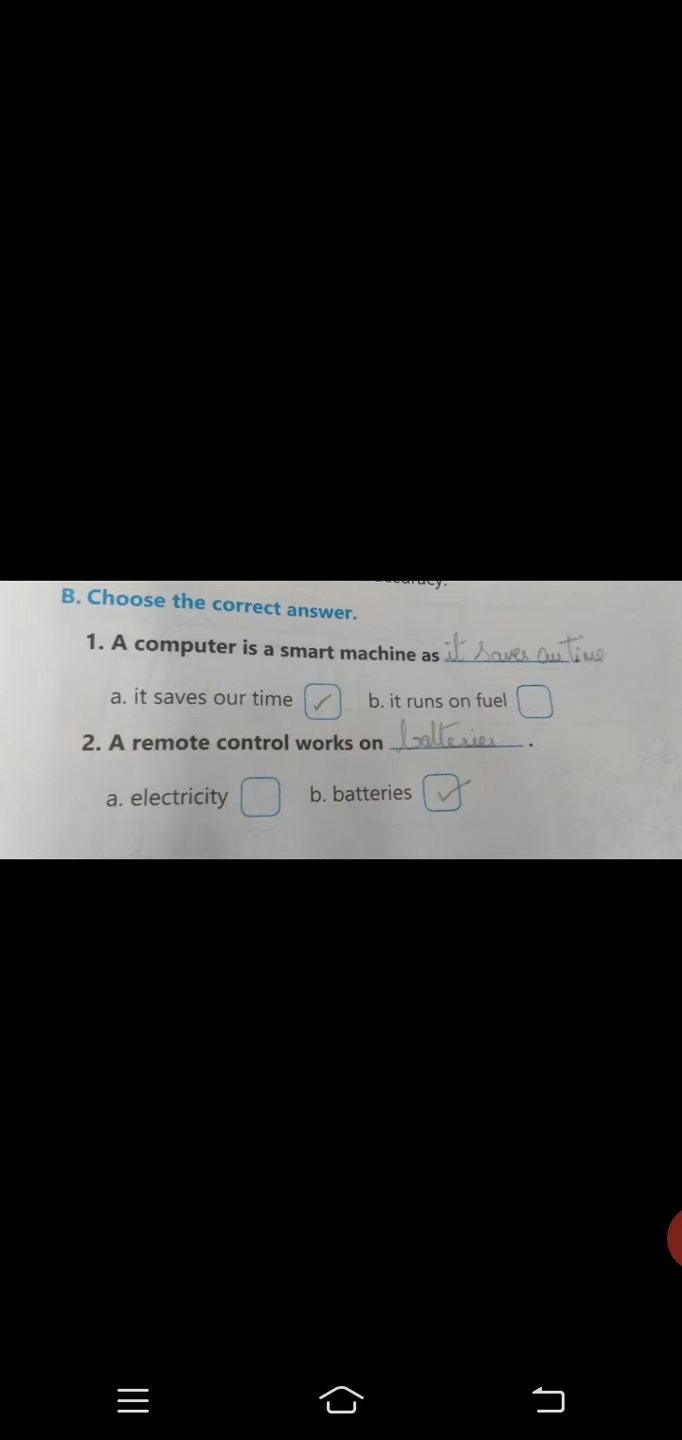 B. Choose the correct answer.
1. A computer is a smart machine as it saves our time
a. it saves our time ✓ b. it runs on fuel
2. A remote control works on batteries .
a. electricity b. batteries ✓